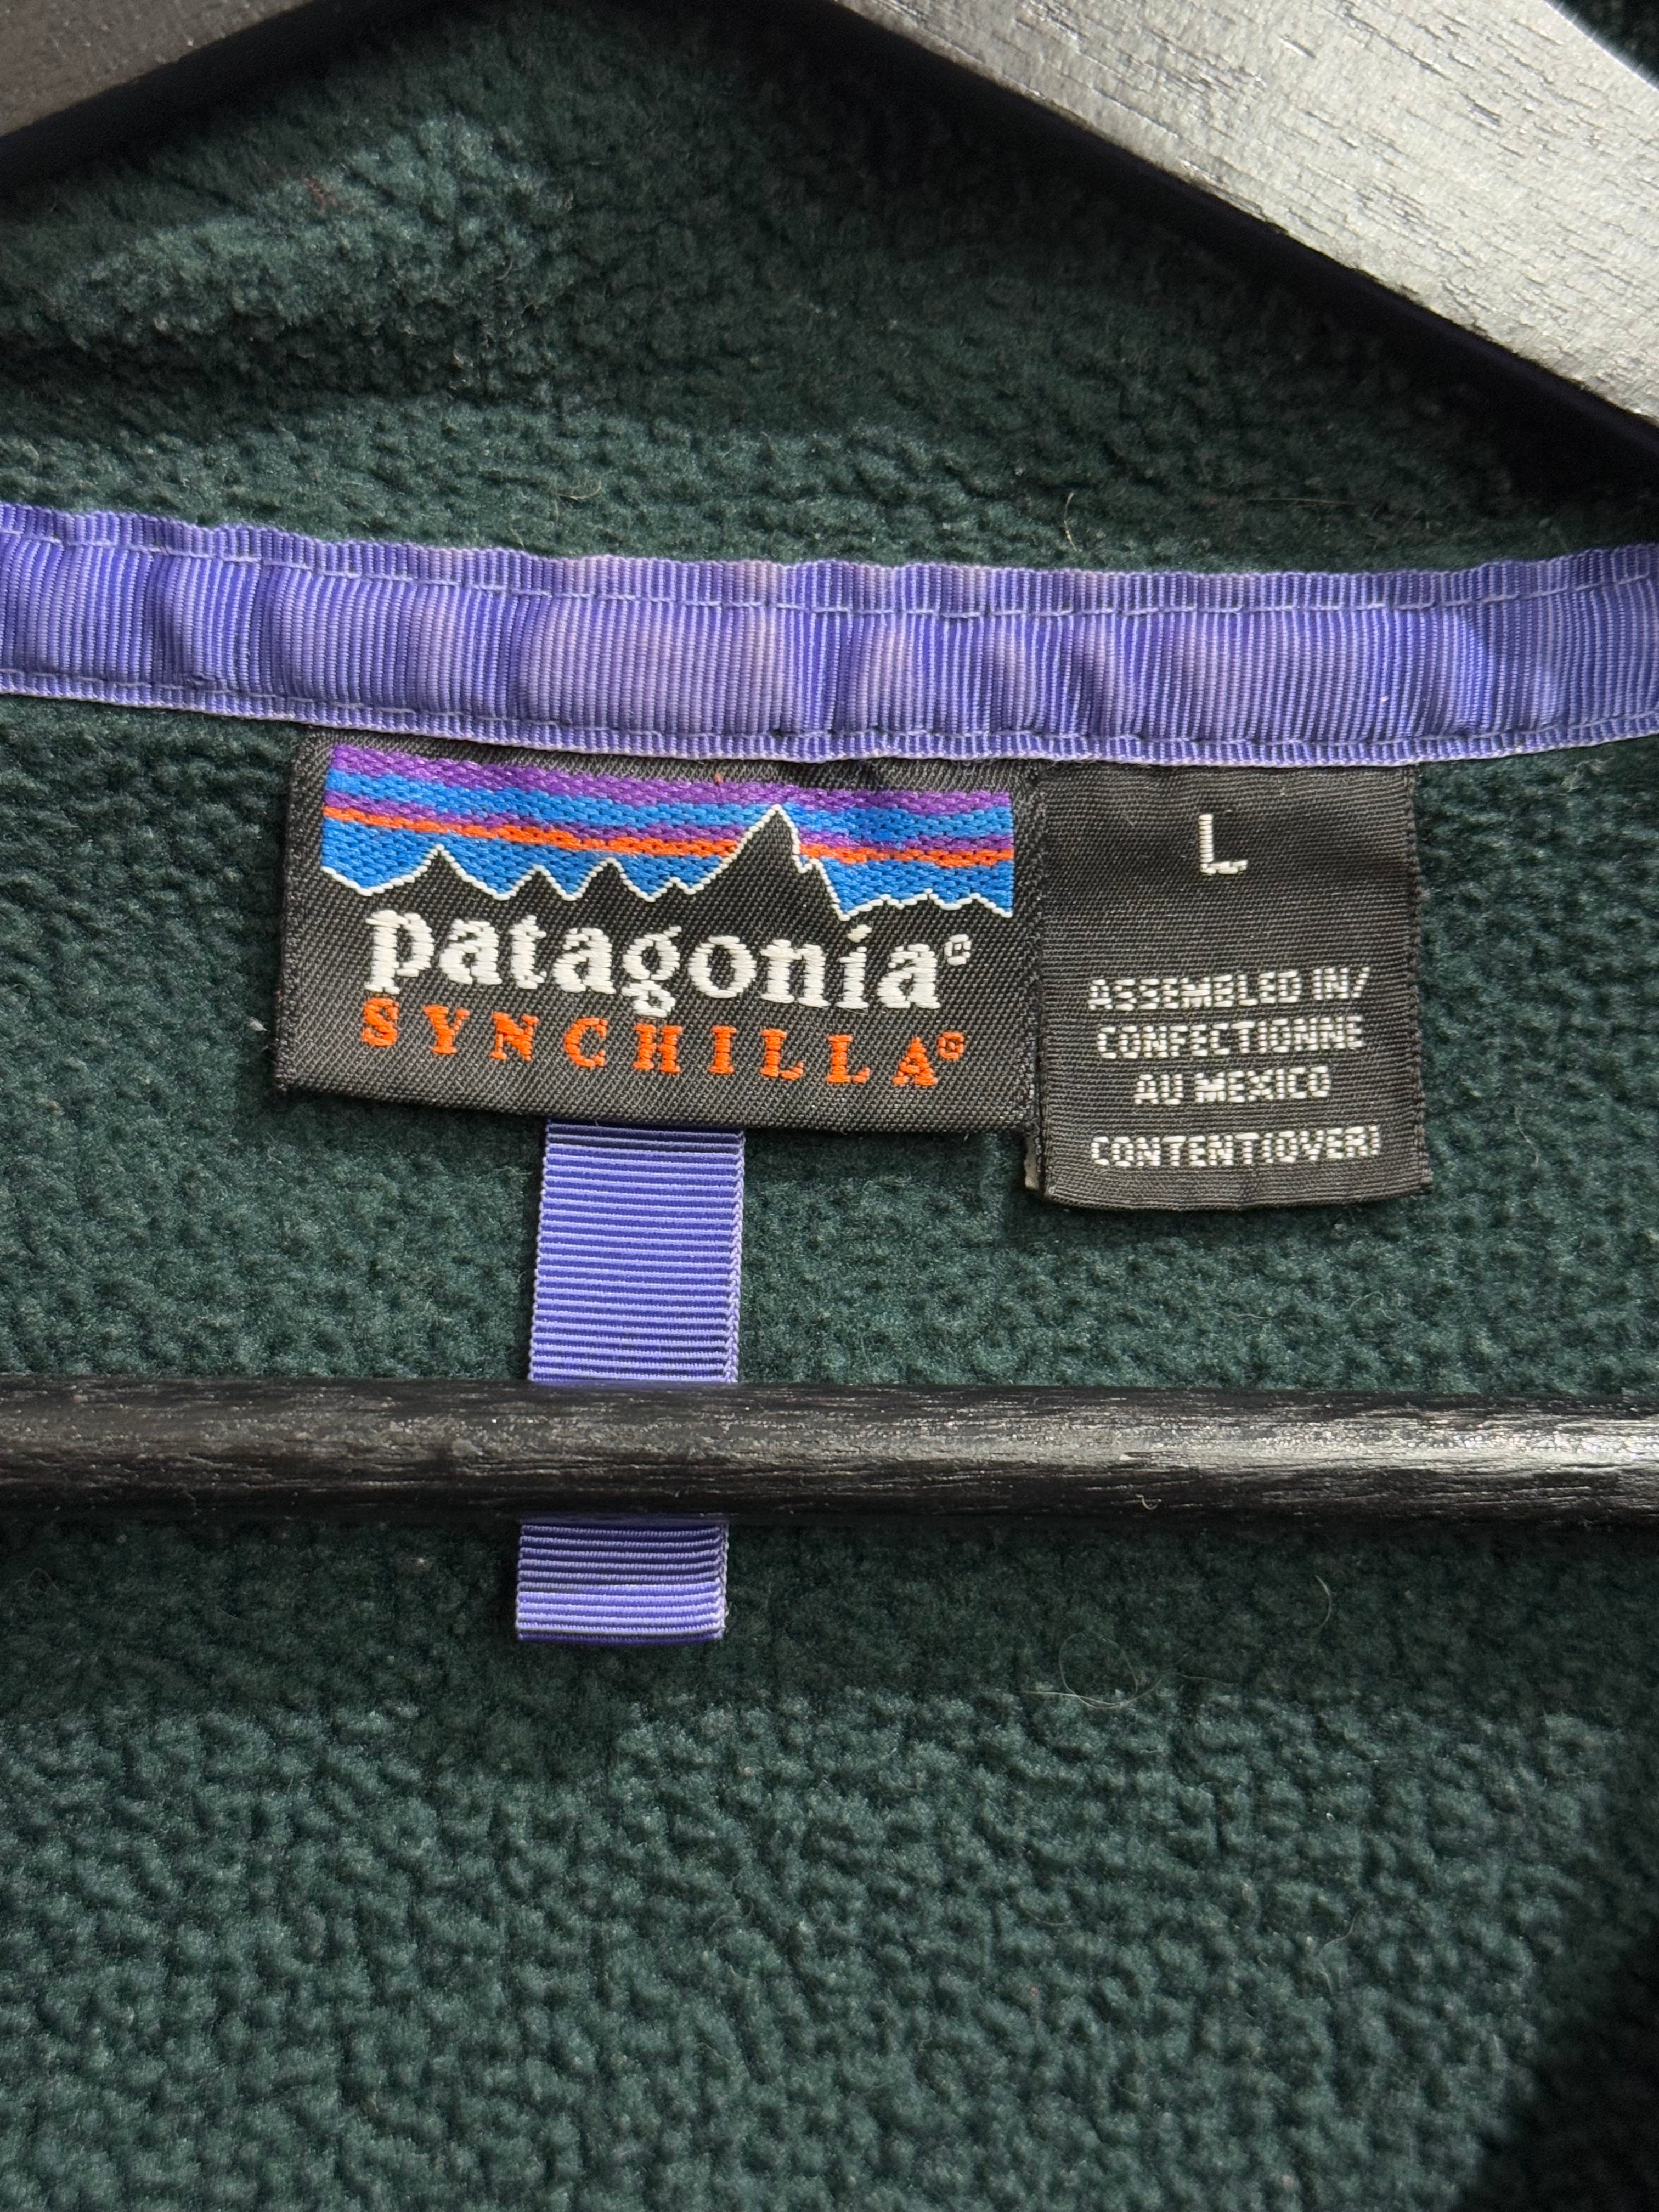 patagonia®
SYNCHILLA®
L
ASSEMBLED IN/
CONFECTIONNE
AU MEXICO
CONTENT(OVER)